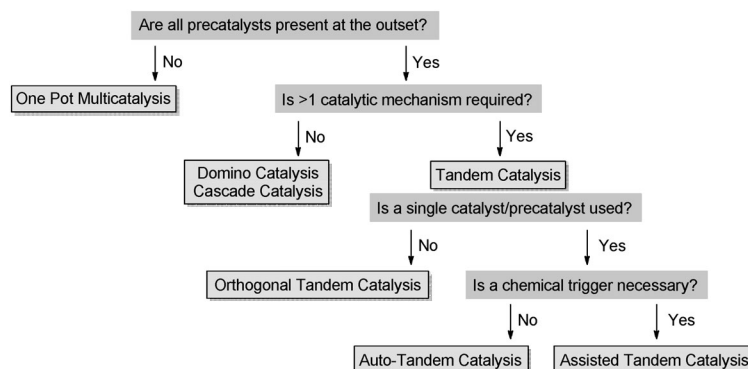 Are all precatalysts present at the outset?
No
Yes
One Pot Multicatalysis
Is >1 catalytic mechanism required?
No
Yes
Domino Catalysis
Cascade Catalysis
Tandem Catalysis
Is a single catalyst/precatalyst used?
No
Yes
Orthogonal Tandem Catalysis
Is a chemical trigger necessary?
No
Yes
Auto-Tandem Catalysis
Assisted Tandem Catalysis